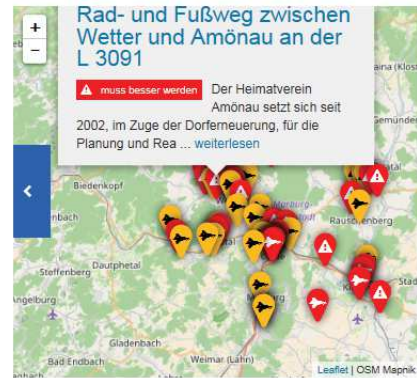 Rad- und Fußweg zwischen
Wetter und Amönau an der
L 3091
+
−
muss besser werden Der Heimatverein
Amönau setzt sich seit
2002, im Zuge der Dorferneuerung, für die
Planung und Rea ... weiterlesen
Biedenkopf
Rauschenberg
Dautphetal
Steffenberg
Gladenbach
Bad Endbach
Weimar (Lahn)
Leaflet | OSM Mapnik